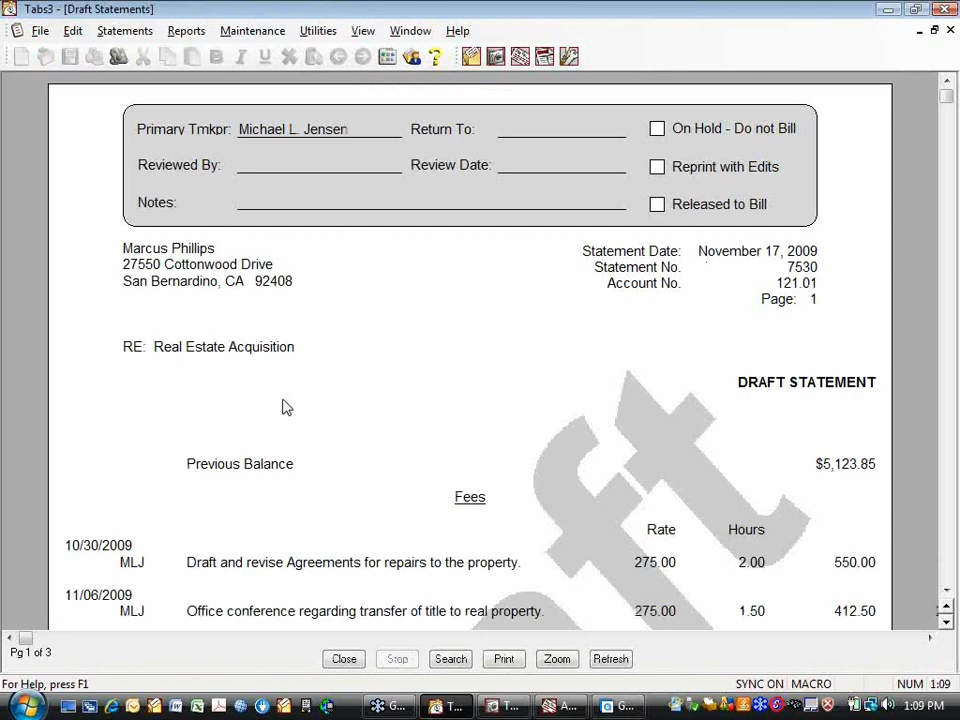 Tabs3 - [Draft Statements]
File Edit Statements Reports Maintenance Utilities View Window Help
Primary Tmkpr: Michael L. Jensen Return To: On Hold - Do not Bill
Reviewed By: Review Date: Reprint with Edits
Notes: Released to Bill
Marcus Phillips
27550 Cottonwood Drive
San Bernardino, CA 92408
Statement Date: November 17, 2009
Statement No. 7530
Account No. 121.01
Page: 1
RE: Real Estate Acquisition
DRAFT STATEMENT
Previous Balance $5,123.85
Fees
Rate Hours
10/30/2009
MLJ Draft and revise Agreements for repairs to the property. 275.00 2.00 550.00
11/06/2009
MLJ Office conference regarding transfer of title to real property. 275.00 1.50 412.50
ft
Pg 1 of 3
Close Stop Search Print Zoom Refresh
For Help, press F1 SYNC ON MACRO NUM 1:09
G... T... T... A... G... 1:09 PM